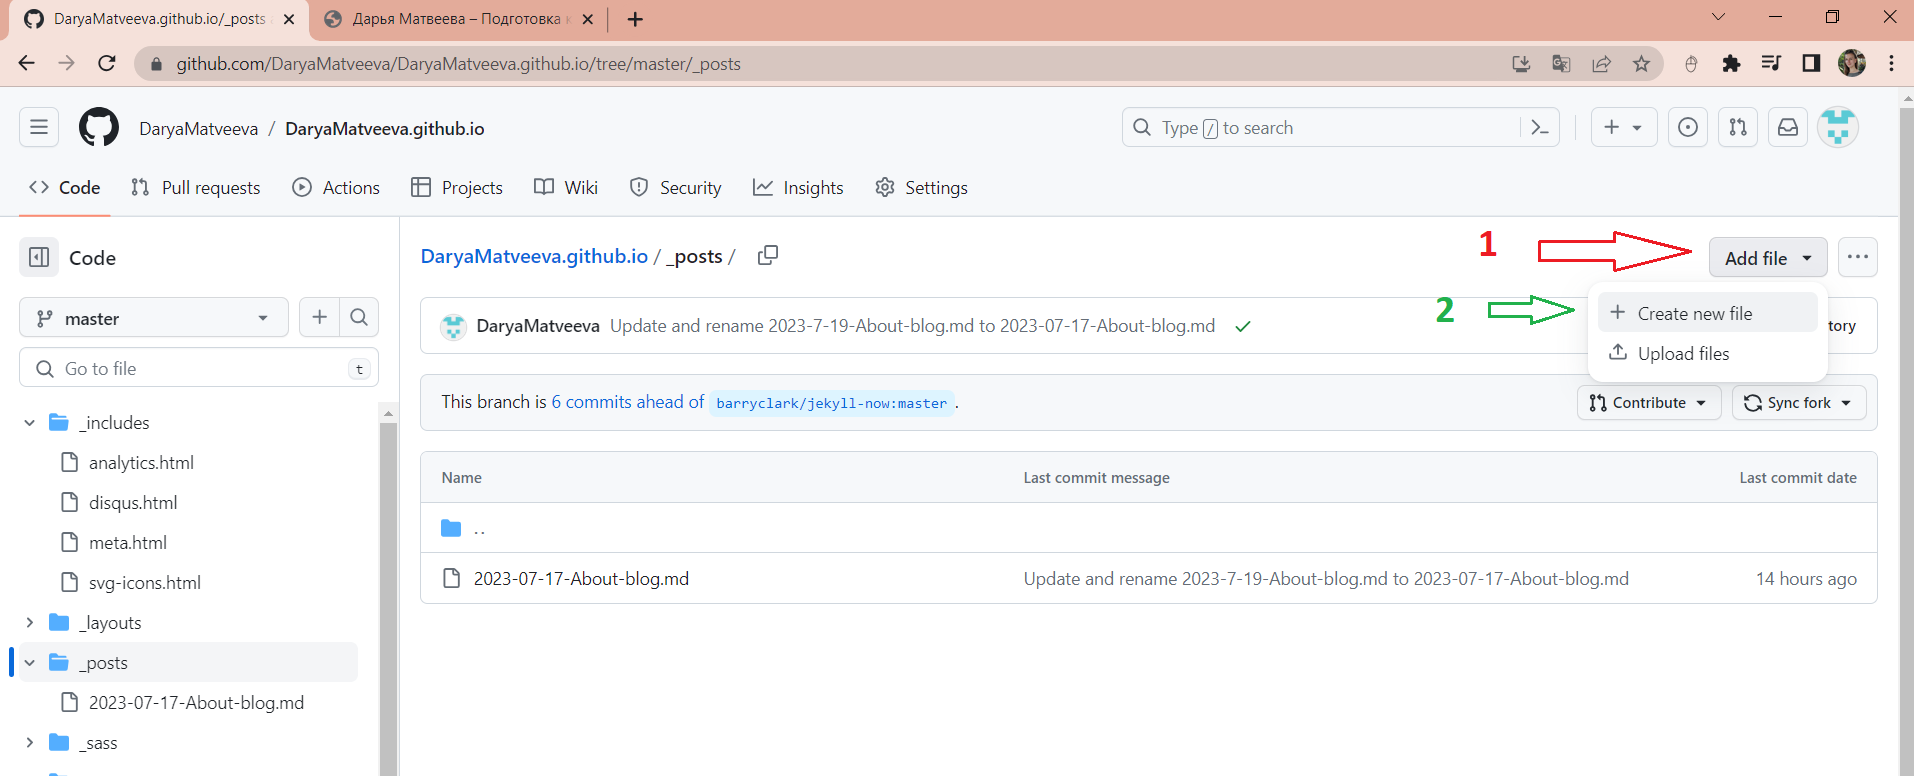 DaryaMatveeva.github.io/_posts
Дарья Матвеева – Подготовка к
github.com/DaryaMatveeva/DaryaMatveeva.github.io/tree/master/_posts
DaryaMatveeva / DaryaMatveeva.github.io
Type / to search
Code Pull requests Actions Projects Wiki Security Insights Settings
Code
master
Go to file t
_includes
analytics.html
disqus.html
meta.html
svg-icons.html
_layouts
_posts
2023-07-17-About-blog.md
_sass
DaryaMatveeva.github.io / _posts /
1
Add file
2
Create new file
Upload files
DaryaMatveeva Update and rename 2023-7-19-About-blog.md to 2023-07-17-About-blog.md
tory
This branch is 6 commits ahead of barryclark/jekyll-now:master .
Contribute Sync fork
Name Last commit message Last commit date
..
2023-07-17-About-blog.md Update and rename 2023-7-19-About-blog.md to 2023-07-17-About-blog.md 14 hours ago